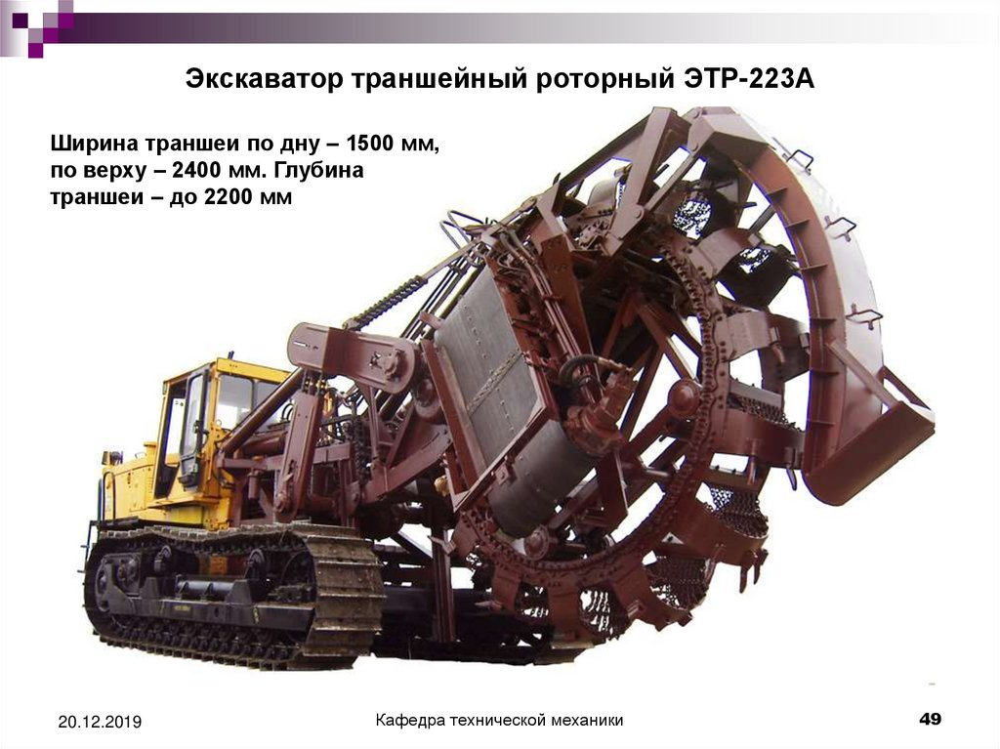 Экскаватор траншейный роторный ЭТР-223А
Ширина траншеи по дну – 1500 мм,
по верху – 2400 мм. Глубина
траншеи – до 2200 мм
20.12.2019
Кафедра технической механики
49